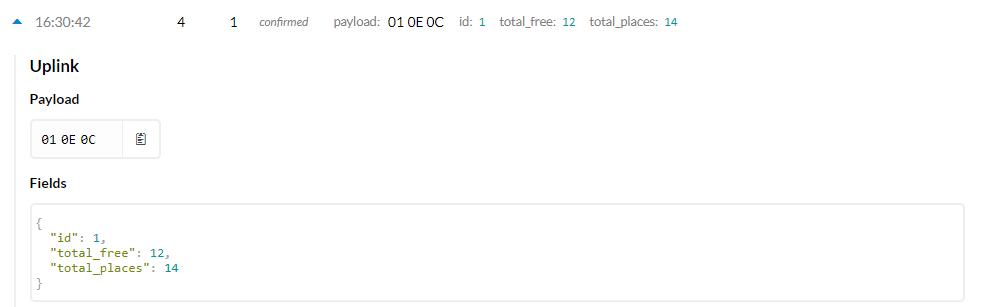 16:30:42 4 1 confirmed payload: 01 0E 0C id: 1 total_free: 12 total_places: 14
Uplink
Payload
01 0E 0C
Fields
{
"id": 1,
"total_free": 12,
"total_places": 14
}